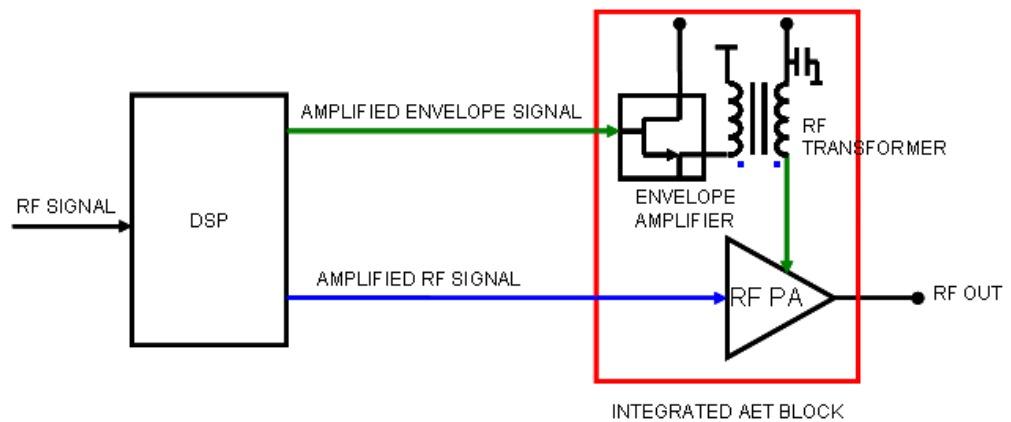 AMPLIFIED ENVELOPE SIGNAL
RF
TRANSFORMER
RF SIGNAL
DSP
ENVELOPE
AMPLIFIER
AMPLIFIED RF SIGNAL
RF PA
RF OUT
INTEGRATED AET BLOCK